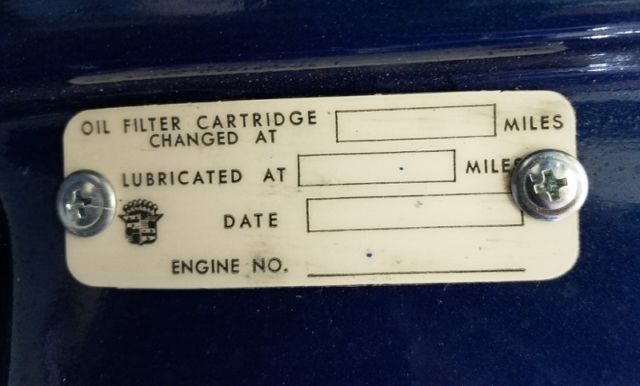 OIL FILTER CARTRIDGE
CHANGED AT MILES
LUBRICATED AT MILES
DATE
ENGINE NO.